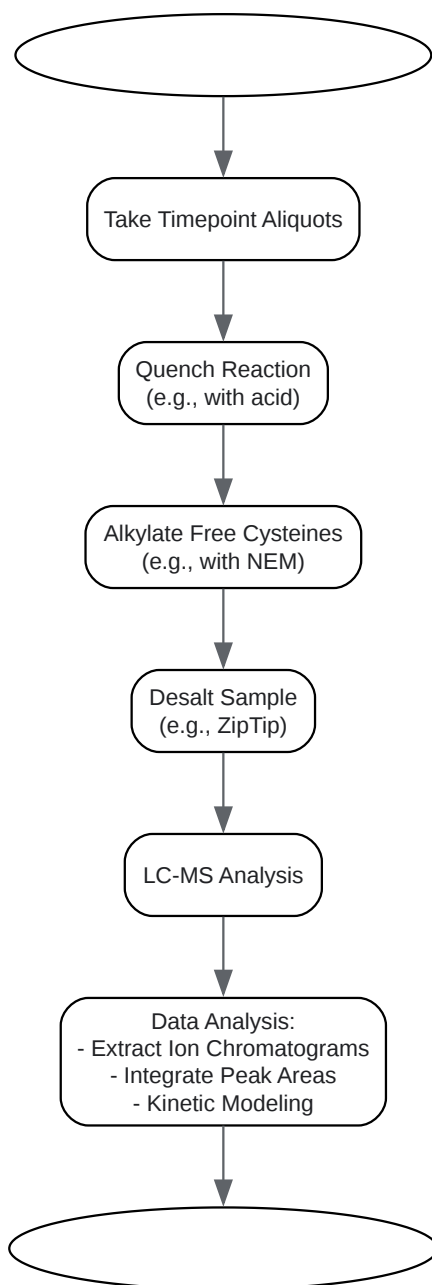 Take Timepoint Aliquots
Quench Reaction
(e.g., with acid)
Alkylate Free Cysteines
(e.g., with NEM)
Desalt Sample
(e.g., ZipTip)
LC-MS Analysis
Data Analysis:
- Extract Ion Chromatograms
- Integrate Peak Areas
- Kinetic Modeling